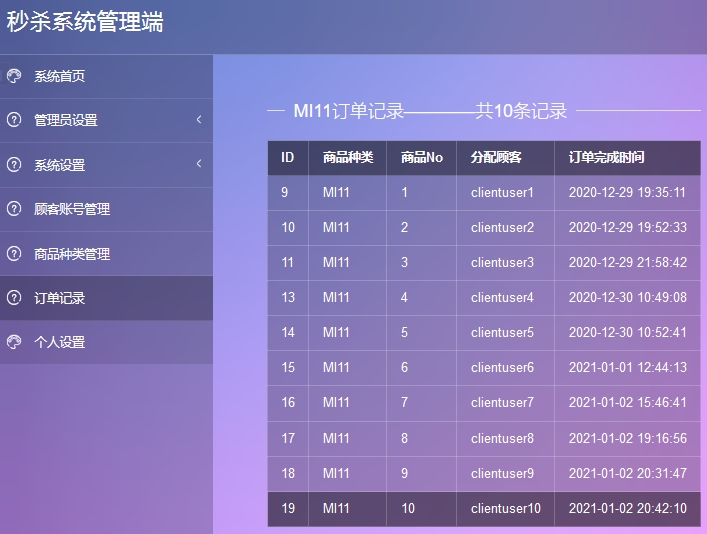 秒杀系统管理端
系统首页
管理员设置
系统设置
顾客账号管理
商品种类管理
订单记录
个人设置
MI11订单记录————共10条记录
ID 商品种类 商品No 分配顾客 订单完成时间
9 MI11 1 clientuser1 2020-12-29 19:35:11
10 MI11 2 clientuser2 2020-12-29 19:52:33
11 MI11 3 clientuser3 2020-12-29 21:58:42
13 MI11 4 clientuser4 2020-12-30 10:49:08
14 MI11 5 clientuser5 2020-12-30 10:52:41
15 MI11 6 clientuser6 2021-01-01 12:44:13
16 MI11 7 clientuser7 2021-01-02 15:46:41
17 MI11 8 clientuser8 2021-01-02 19:16:56
18 MI11 9 clientuser9 2021-01-02 20:31:47
19 MI11 10 clientuser10 2021-01-02 20:42:10